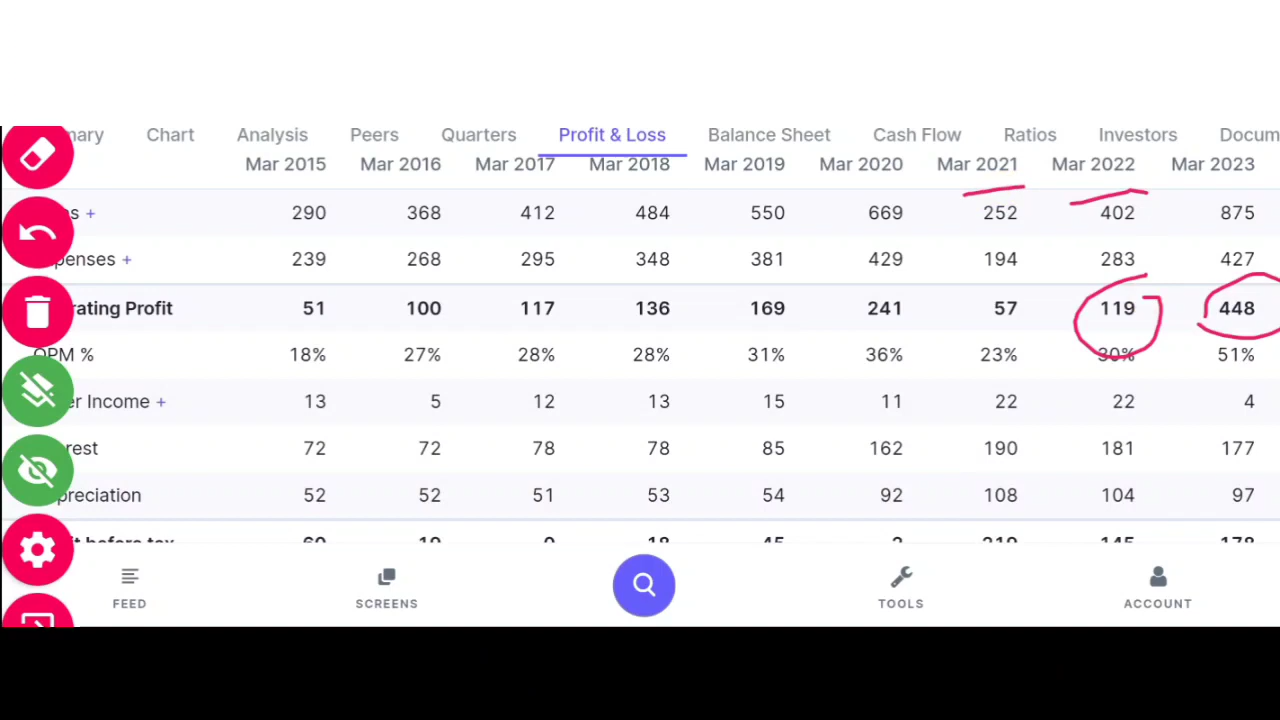 Chart Analysis Peers Quarters Profit & Loss Balance Sheet Cash Flow Ratios Investors
Mar 2015 Mar 2016 Mar 2017 Mar 2018 Mar 2019 Mar 2020 Mar 2021 Mar 2022 Mar 2023
+ 290 368 412 484 550 669 252 402 875
penses + 239 268 295 348 381 429 194 283 427
rating Profit 51 100 117 136 169 241 57 119 448
OPM % 18% 27% 28% 28% 31% 36% 23% 30% 51%
er Income + 13 5 12 13 15 11 22 22 4
rest 72 72 78 78 85 162 190 181 177
preciation 52 52 51 53 54 92 108 104 97
FEED SCREENS TOOLS ACCOUNT